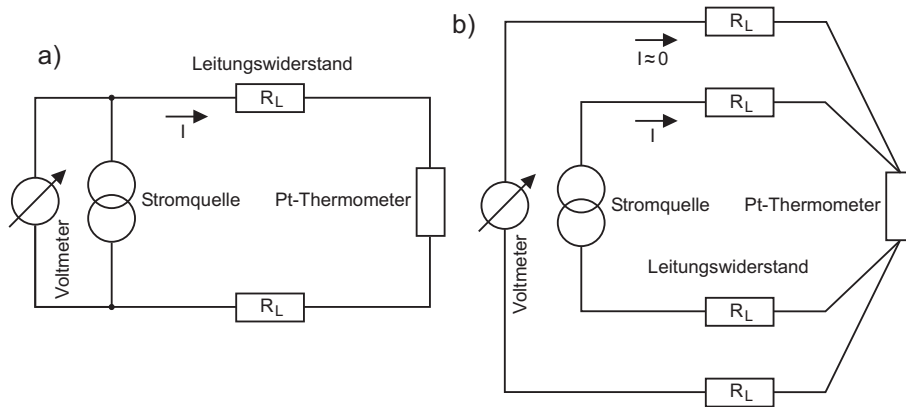 a)
Leitungswiderstand
R_L
I
Stromquelle
Pt-Thermometer
Voltmeter
R_L
b)
R_L
I ≈ 0
R_L
I
Stromquelle
Pt-Thermometer
Voltmeter
Leitungswiderstand
R_L
R_L